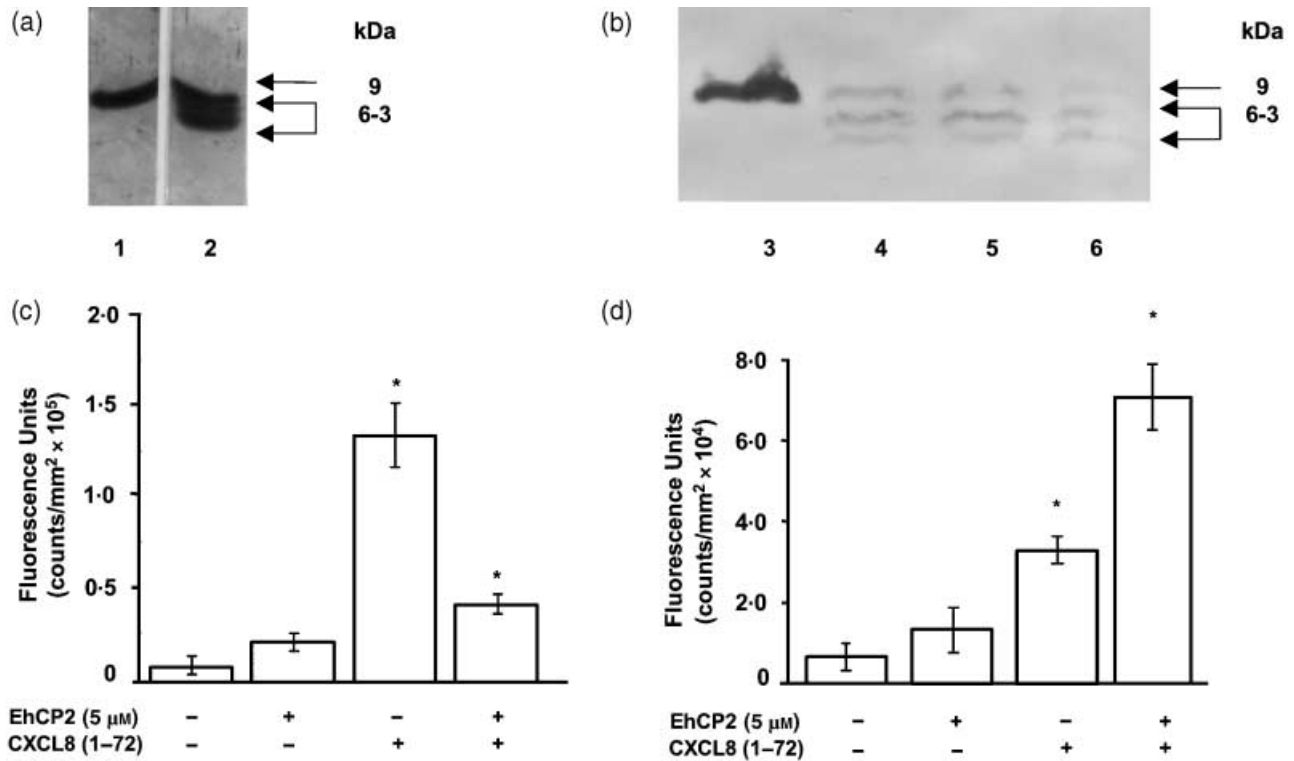 (a)
kDa
9
6-3
1 2
(b)
kDa
9
6-3
3 4 5 6
(c)
Fluorescence Units
(counts/mm² × 10⁵)
2·0
1·5
1·0
0·5
0
*
*
EhCP2 (5 μM) – + – +
CXCL8 (1–72) – – + +
(d)
Fluorescence Units
(counts/mm² × 10⁴)
8·0
6·0
4·0
2·0
0
*
*
EhCP2 (5 μM) – + – +
CXCL8 (1–72) – – + +